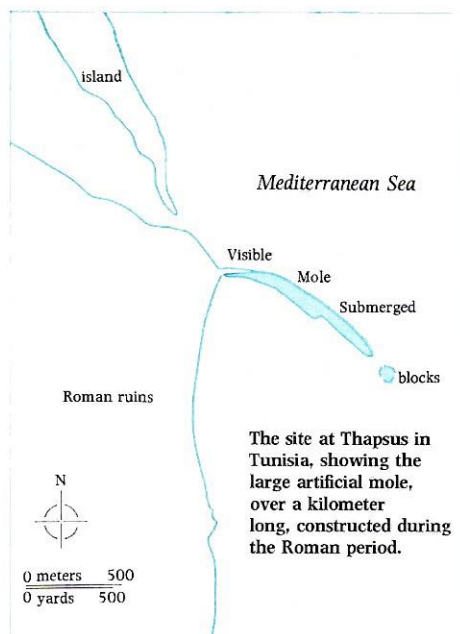 island
Mediterranean Sea
Visible
Mole
Submerged
blocks
Roman ruins
The site at Thapsus in
Tunisia, showing the
large artificial mole,
over a kilometer
long, constructed during
the Roman period.
N
0 meters 500
0 yards 500